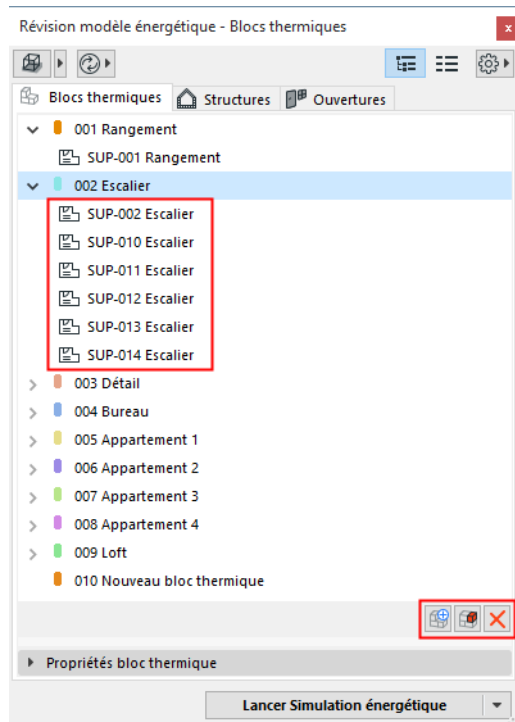 Révision modèle énergétique - Blocs thermiques
x
Blocs thermiques
Structures
Ouvertures
001 Rangement
SUP-001 Rangement
002 Escalier
SUP-002 Escalier
SUP-010 Escalier
SUP-011 Escalier
SUP-012 Escalier
SUP-013 Escalier
SUP-014 Escalier
003 Détail
004 Bureau
005 Appartement 1
006 Appartement 2
007 Appartement 3
008 Appartement 4
009 Loft
010 Nouveau bloc thermique
Propriétés bloc thermique
Lancer Simulation énergétique